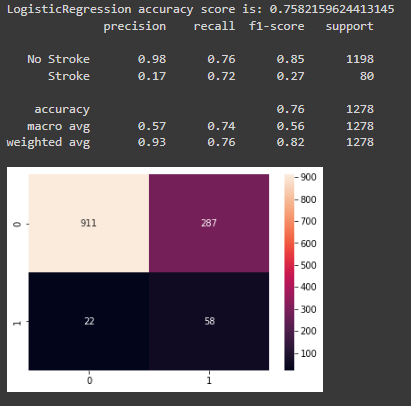 LogisticRegression accuracy score is: 0.7582159624413145
precision recall f1-score support
No Stroke 0.98 0.76 0.85 1198
Stroke 0.17 0.72 0.27 80
accuracy 0.76 1278
macro avg 0.57 0.74 0.56 1278
weighted avg 0.93 0.76 0.82 1278
900
800
0 911 287
700
600
500
400
1 22 58
300
200
100
0 1